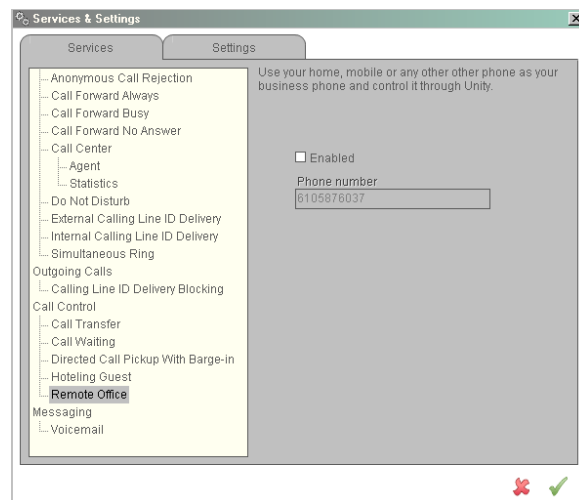 Services & Settings
Services
Settings
Anonymous Call Rejection
Call Forward Always
Call Forward Busy
Call Forward No Answer
Call Center
Agent
Statistics
Do Not Disturb
External Calling Line ID Delivery
Internal Calling Line ID Delivery
Simultaneous Ring
Outgoing Calls
Calling Line ID Delivery Blocking
Call Control
Call Transfer
Call Waiting
Directed Call Pickup With Barge-in
Hoteling Guest
Remote Office
Messaging
Voicemail
Use your home, mobile or any other other phone as your
business phone and control it through Unity.
Enabled
Phone number
6105876037